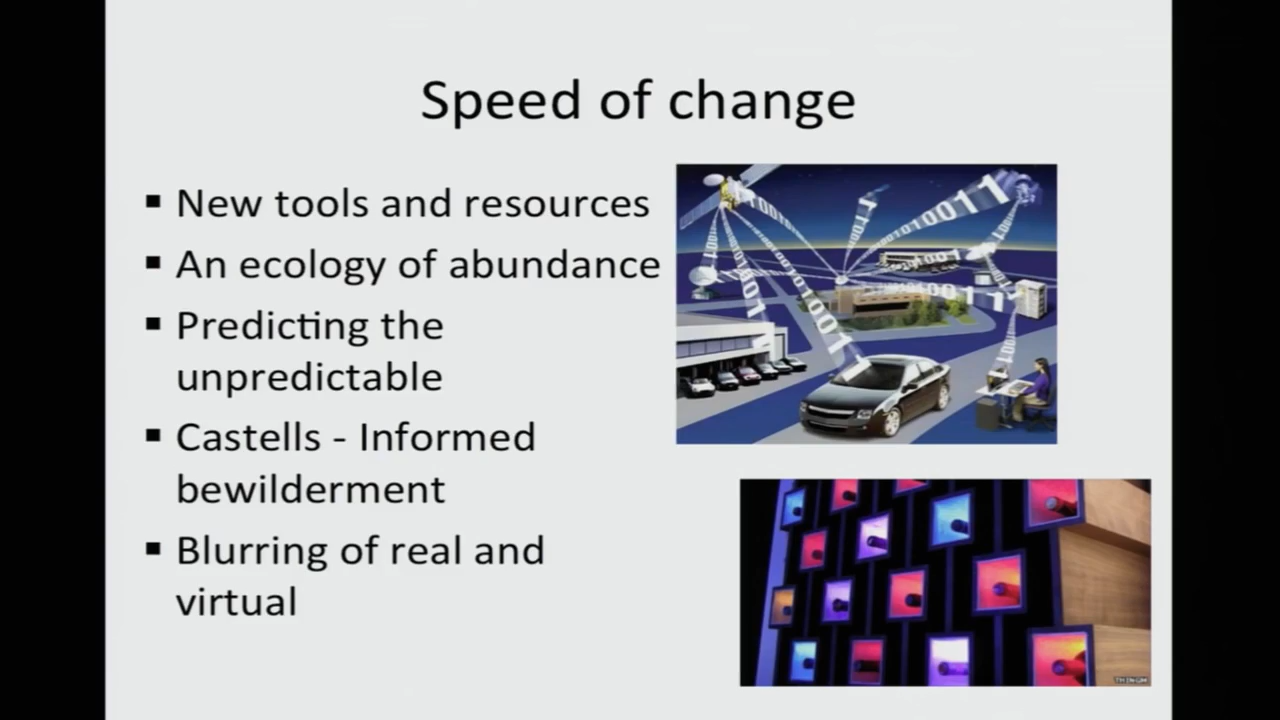 Speed of change
▪ New tools and resources
▪ An ecology of abundance
▪ Predicting the
unpredictable
▪ Castells - Informed
bewilderment
▪ Blurring of real and
virtual